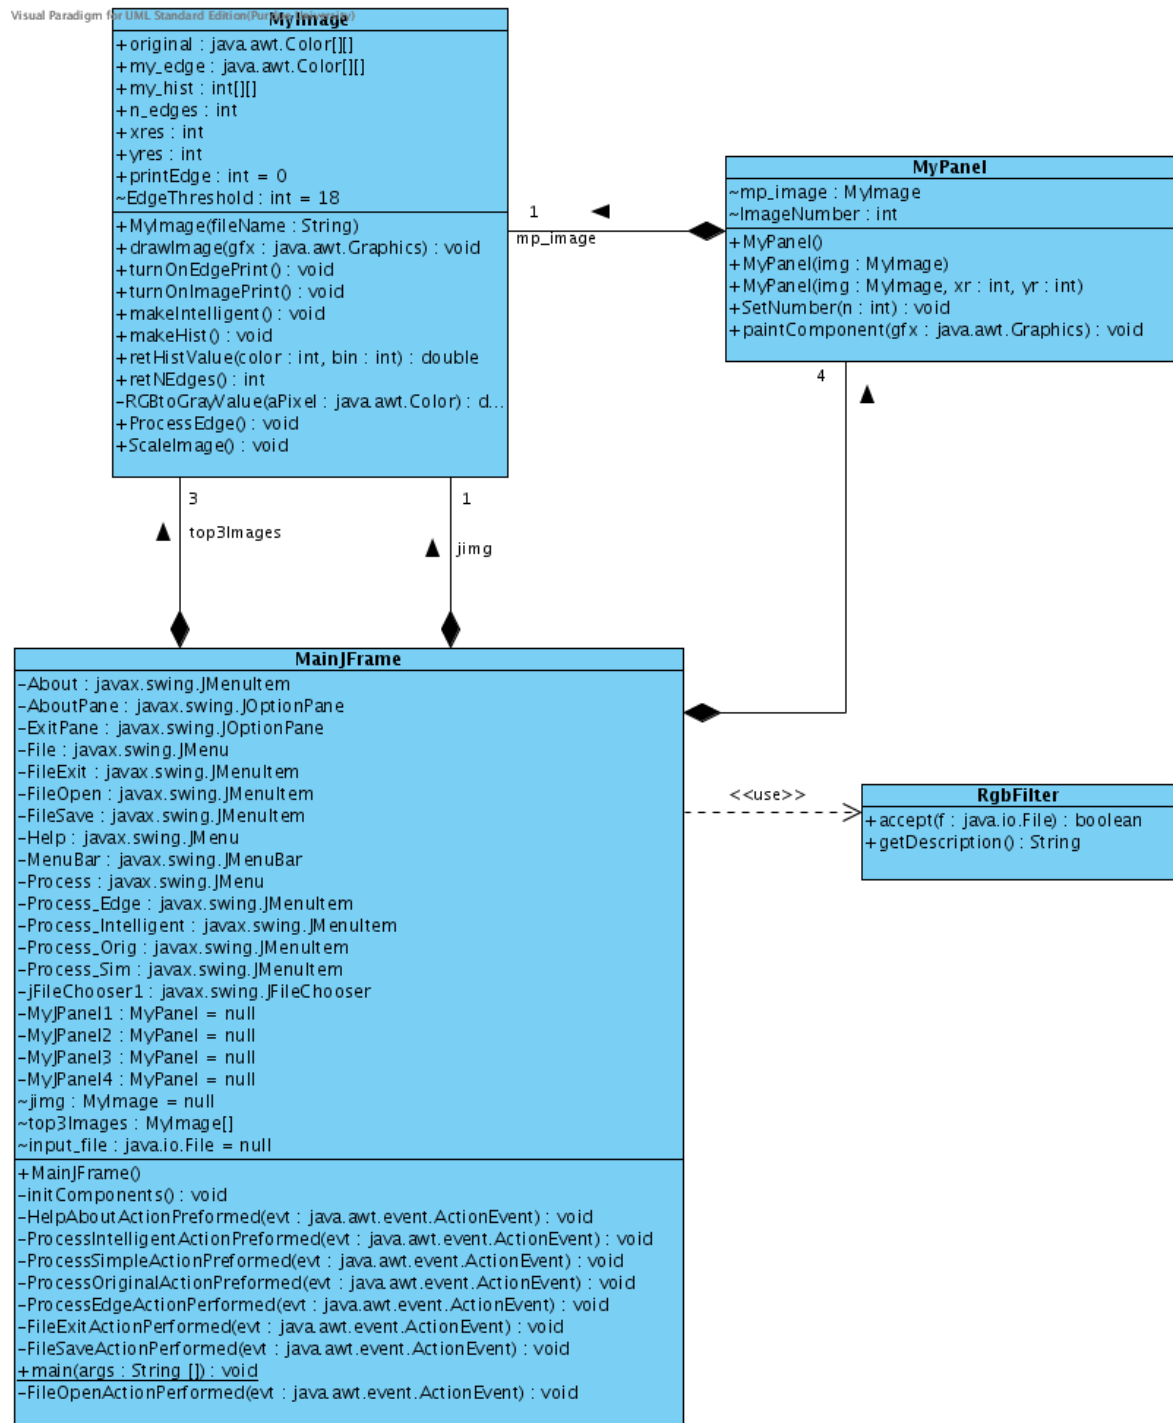 Visual Paradigm for UML Standard Edition(Purdue University)
MyImage
+original : java.awt.Color[][]
+my_edge : java.awt.Color[][]
+my_hist : int[][]
+n_edges : int
+xres : int
+yres : int
+printEdge : int = 0
~EdgeThreshold : int = 18
+MyImage(fileName : String)
+drawImage(gfx : java.awt.Graphics) : void
+turnOnEdgePrint() : void
+turnOnImagePrint() : void
+makeIntelligent() : void
+makeHist() : void
+retHistValue(color : int, bin : int) : double
+retNEdges() : int
-RGBtoGrayValue(aPixel : java.awt.Color) : d...
+ProcessEdge() : void
+ScaleImage() : void
1
mp_image
MyPanel
~mp_image : MyImage
~ImageNumber : int
+MyPanel()
+MyPanel(img : MyImage)
+MyPanel(img : MyImage, xr : int, yr : int)
+SetNumber(n : int) : void
+paintComponent(gfx : java.awt.Graphics) : void
4
3
top3Images
1
jimg
MainJFrame
-About : javax.swing.JMenuItem
-AboutPane : javax.swing.JOptionPane
-ExitPane : javax.swing.JOptionPane
-File : javax.swing.JMenu
-FileExit : javax.swing.JMenuItem
-FileOpen : javax.swing.JMenuItem
-FileSave : javax.swing.JMenuItem
-Help : javax.swing.JMenu
-MenuBar : javax.swing.JMenuBar
-Process : javax.swing.JMenu
-Process_Edge : javax.swing.JMenuItem
-Process_Intelligent : javax.swing.JMenuItem
-Process_Orig : javax.swing.JMenuItem
-Process_Sim : javax.swing.JMenuItem
-jFileChooser1 : javax.swing.JFileChooser
-MyJPanel1 : MyPanel = null
-MyJPanel2 : MyPanel = null
-MyJPanel3 : MyPanel = null
-MyJPanel4 : MyPanel = null
~jimg : MyImage = null
~top3Images : MyImage[]
~input_file : java.io.File = null
+MainJFrame()
-initComponents() : void
-HelpAboutActionPreformed(evt : java.awt.event.ActionEvent) : void
-ProcessIntelligentActionPreformed(evt : java.awt.event.ActionEvent) : void
-ProcessSimpleActionPreformed(evt : java.awt.event.ActionEvent) : void
-ProcessOriginalActionPreformed(evt : java.awt.event.ActionEvent) : void
-ProcessEdgeActionPerformed(evt : java.awt.event.ActionEvent) : void
-FileExitActionPerformed(evt : java.awt.event.ActionEvent) : void
-FileSaveActionPerformed(evt : java.awt.event.ActionEvent) : void
+main(args : String []) : void
-FileOpenActionPerformed(evt : java.awt.event.ActionEvent) : void
<<use>>
RgbFilter
+accept(f : java.io.File) : boolean
+getDescription() : String